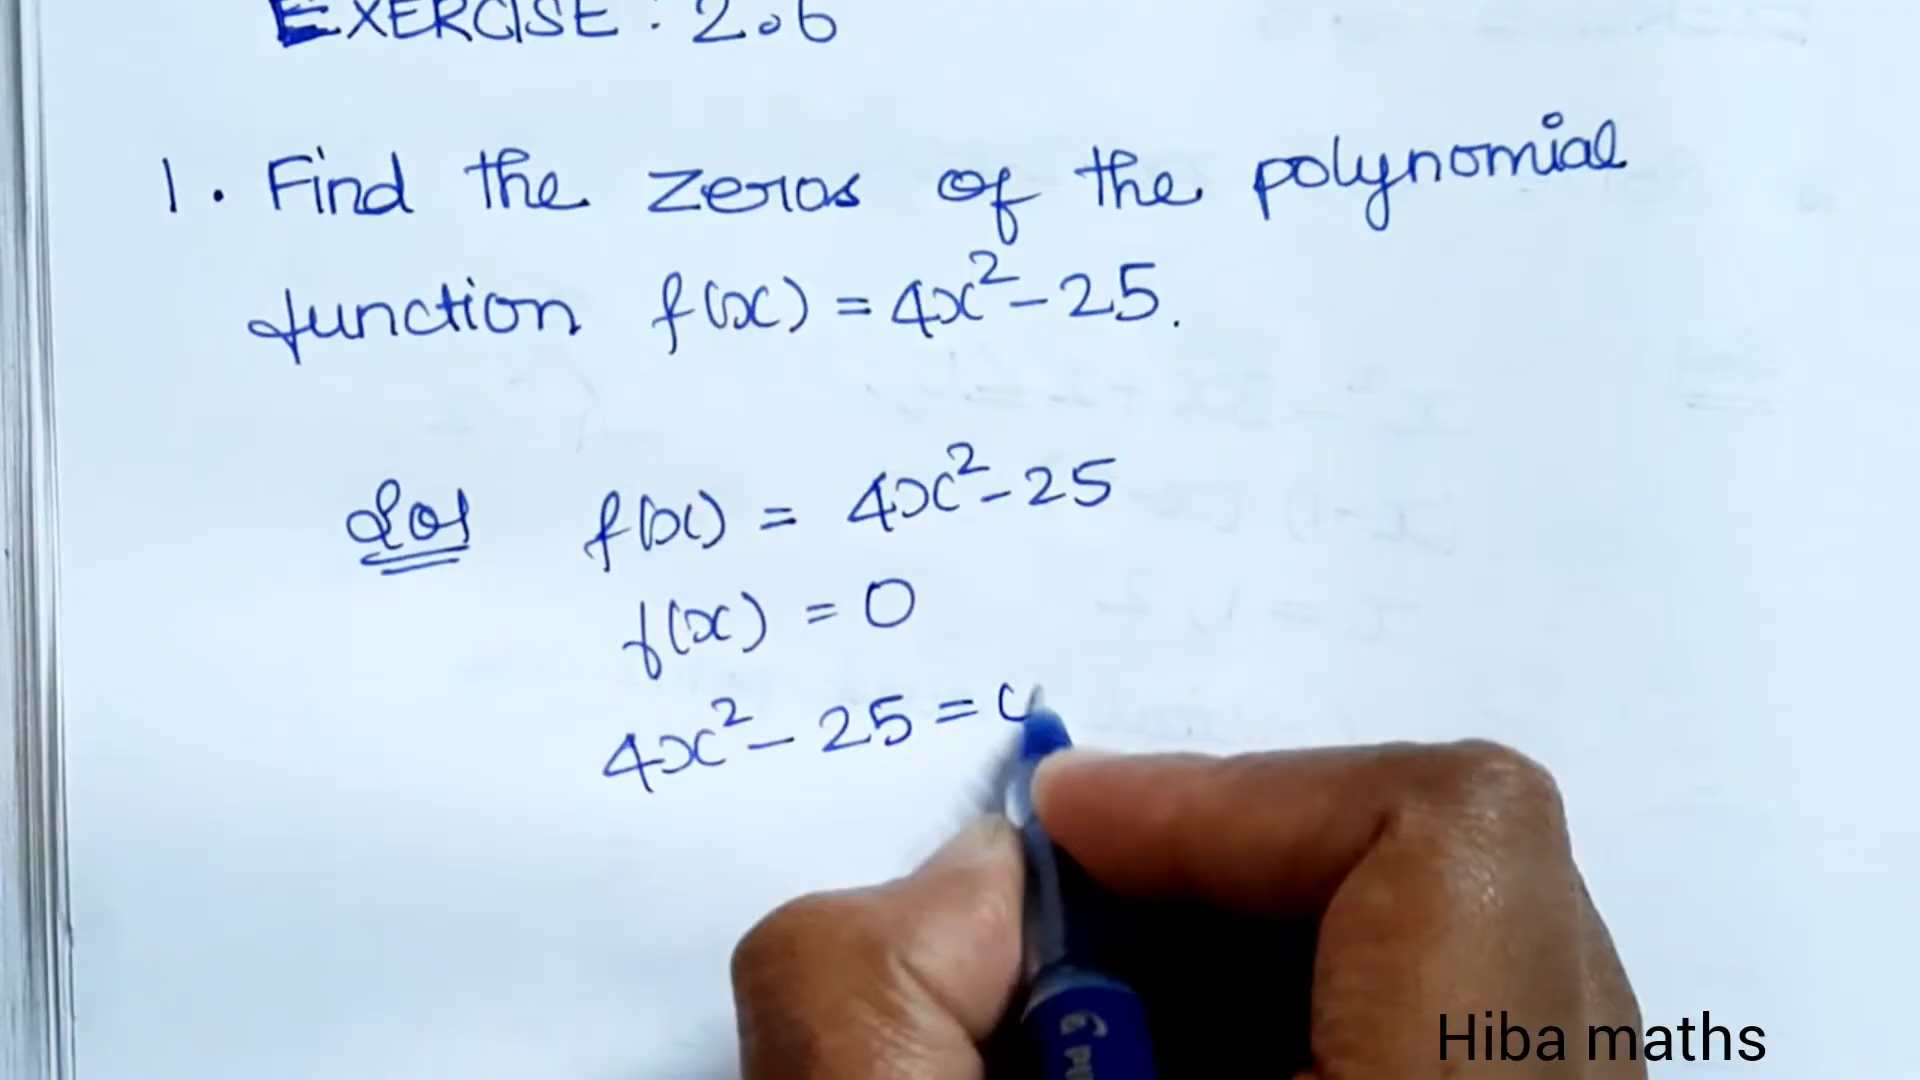 EXERCISE : 2.6
1. Find the zeros of the polynomial
function f(x) = 4x² - 25.
Sol f(x) = 4x² - 25
f(x) = 0
4x² - 25 =
Hiba maths